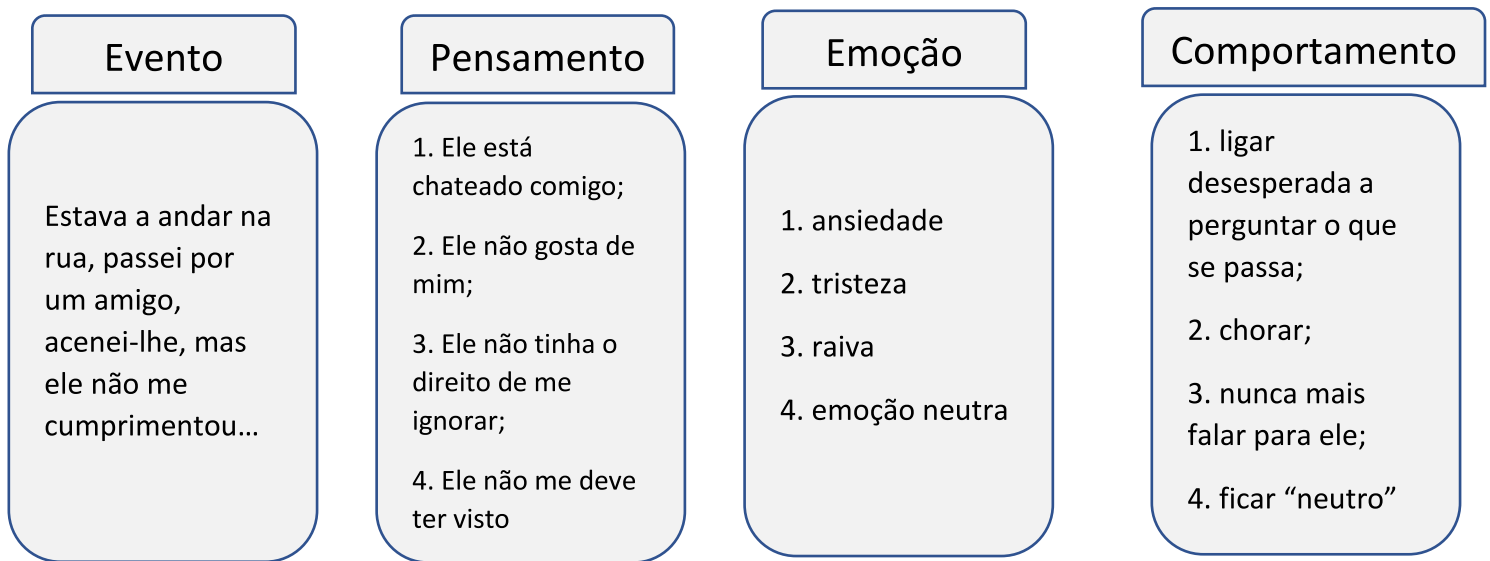 Evento
Estava a andar na
rua, passei por
um amigo,
acenei-lhe, mas
ele não me
cumprimentou…
Pensamento
1. Ele está
chateado comigo;
2. Ele não gosta de
mim;
3. Ele não tinha o
direito de me
ignorar;
4. Ele não me deve
ter visto
Emoção
1. ansiedade
2. tristeza
3. raiva
4. emoção neutra
Comportamento
1. ligar
desesperada a
perguntar o que
se passa;
2. chorar;
3. nunca mais
falar para ele;
4. ficar “neutro”